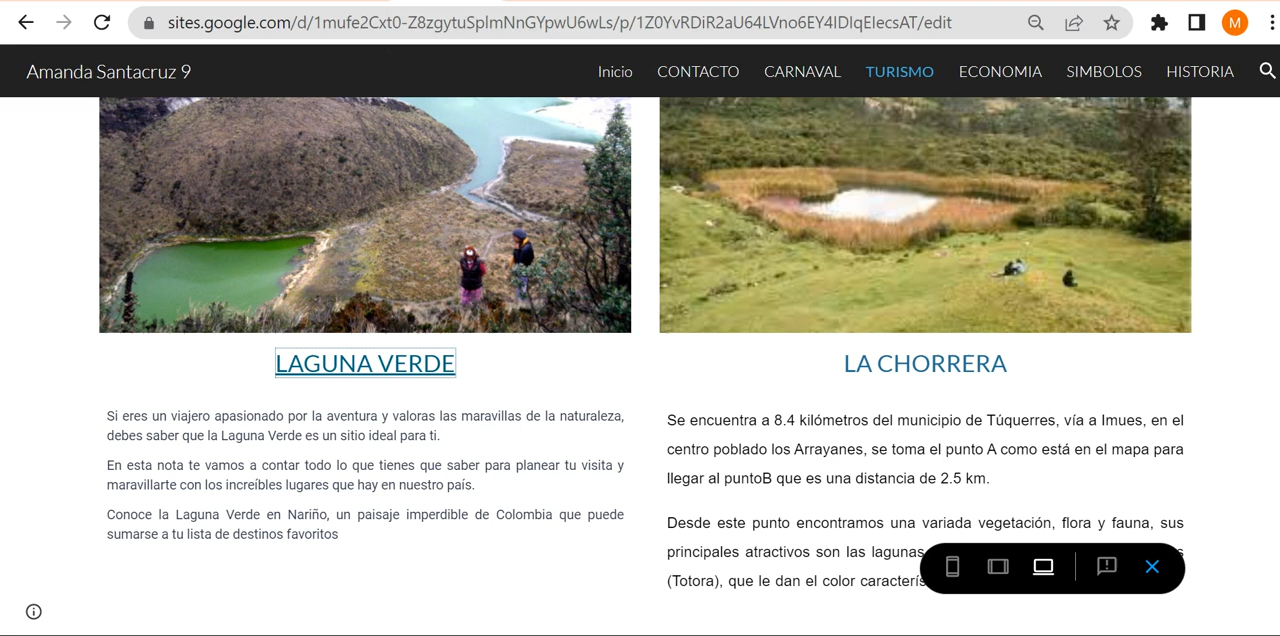 sites.google.com/d/1mufe2Cxt0-Z8zgytuSplmNnGYpwU6wLs/p/1Z0YvRDiR2aU64LVno6EY4IDIqEIecsAT/edit
M
Amanda Santacruz 9
Inicio
CONTACTO
CARNAVAL
TURISMO
ECONOMIA
SIMBOLOS
HISTORIA
LAGUNA VERDE
Si eres un viajero apasionado por la aventura y valoras las maravillas de la naturaleza,
debes saber que la Laguna Verde es un sitio ideal para ti.
En esta nota te vamos a contar todo lo que tienes que saber para planear tu visita y
maravillarte con los increíbles lugares que hay en nuestro país.
Conoce la Laguna Verde en Nariño, un paisaje imperdible de Colombia que puede
sumarse a tu lista de destinos favoritos
LA CHORRERA
Se encuentra a 8.4 kilómetros del municipio de Túquerres, vía a Imues, en el
centro poblado los Arrayanes, se toma el punto A como está en el mapa para
llegar al puntoB que es una distancia de 2.5 km.
Desde este punto encontramos una variada vegetación, flora y fauna, sus
principales atractivos son las lagunas
(Totora), que le dan el color caracterís